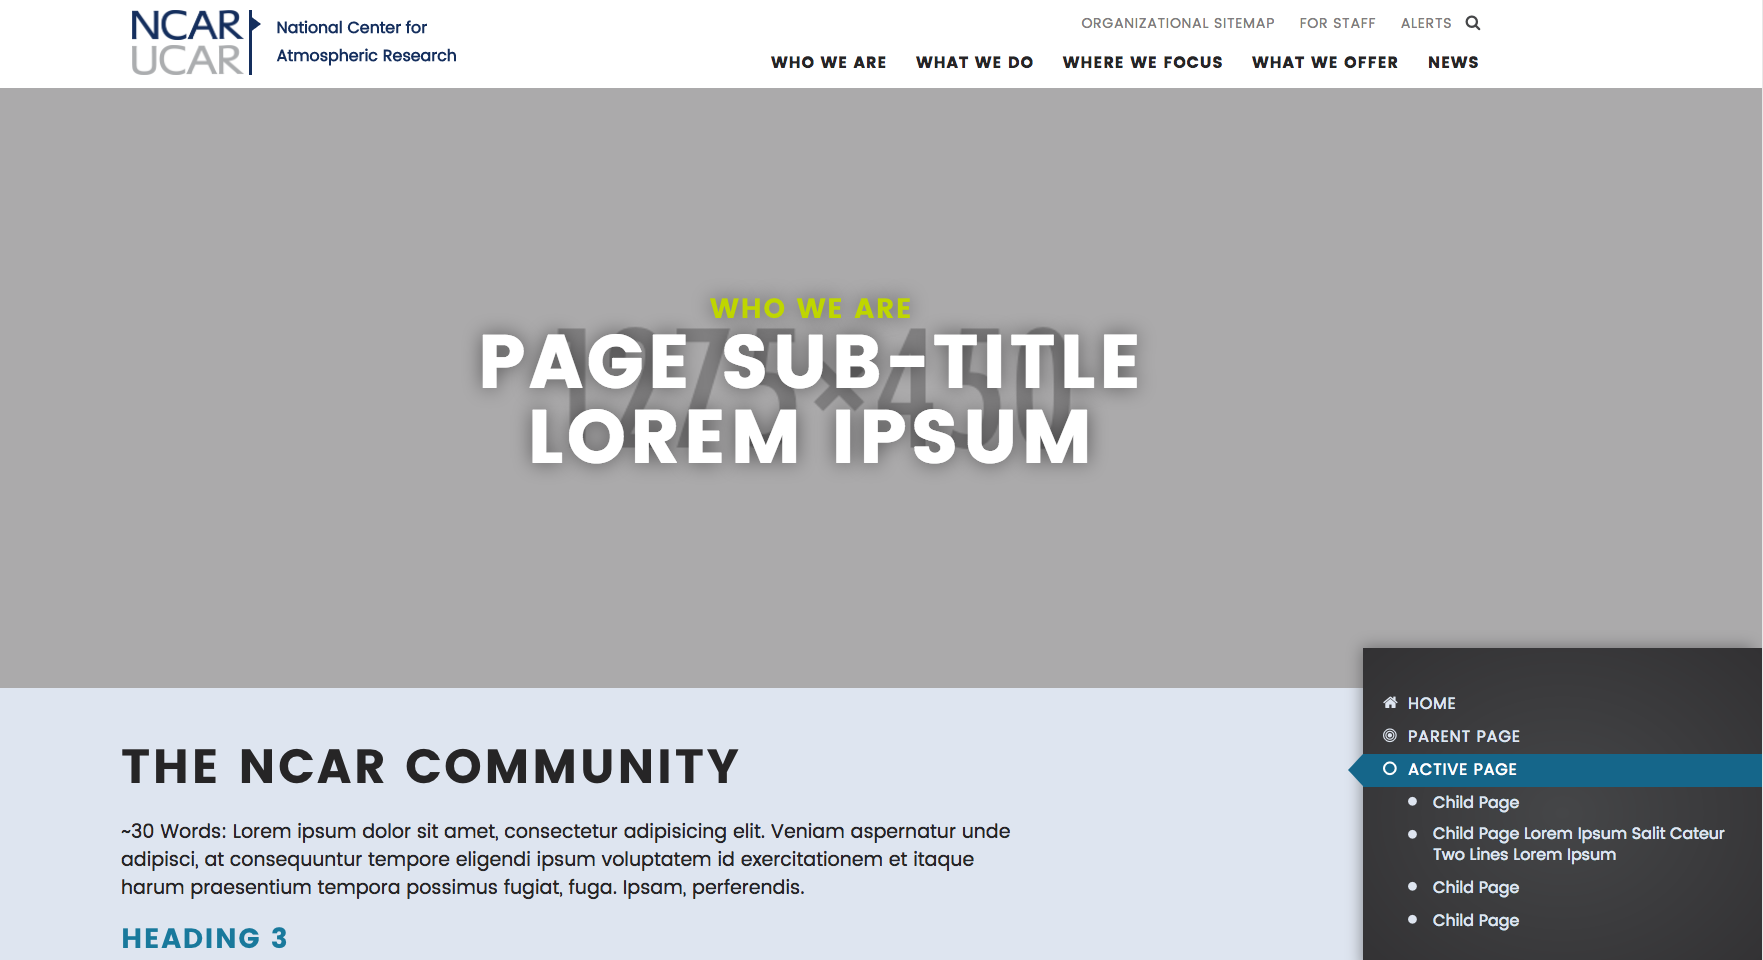 NCAR
UCAR
National Center for
Atmospheric Research
ORGANIZATIONAL SITEMAP FOR STAFF ALERTS
WHO WE ARE WHAT WE DO WHERE WE FOCUS WHAT WE OFFER NEWS
WHO WE ARE
1275×450
PAGE SUB-TITLE
LOREM IPSUM
THE NCAR COMMUNITY
~30 Words: Lorem ipsum dolor sit amet, consectetur adipisicing elit. Veniam aspernatur unde
adipisci, at consequuntur tempore eligendi ipsum voluptatem id exercitationem et itaque
harum praesentium tempora possimus fugiat, fuga. Ipsam, perferendis.
HEADING 3
HOME
PARENT PAGE
ACTIVE PAGE
Child Page
Child Page Lorem Ipsum Salit Cateur
Two Lines Lorem Ipsum
Child Page
Child Page